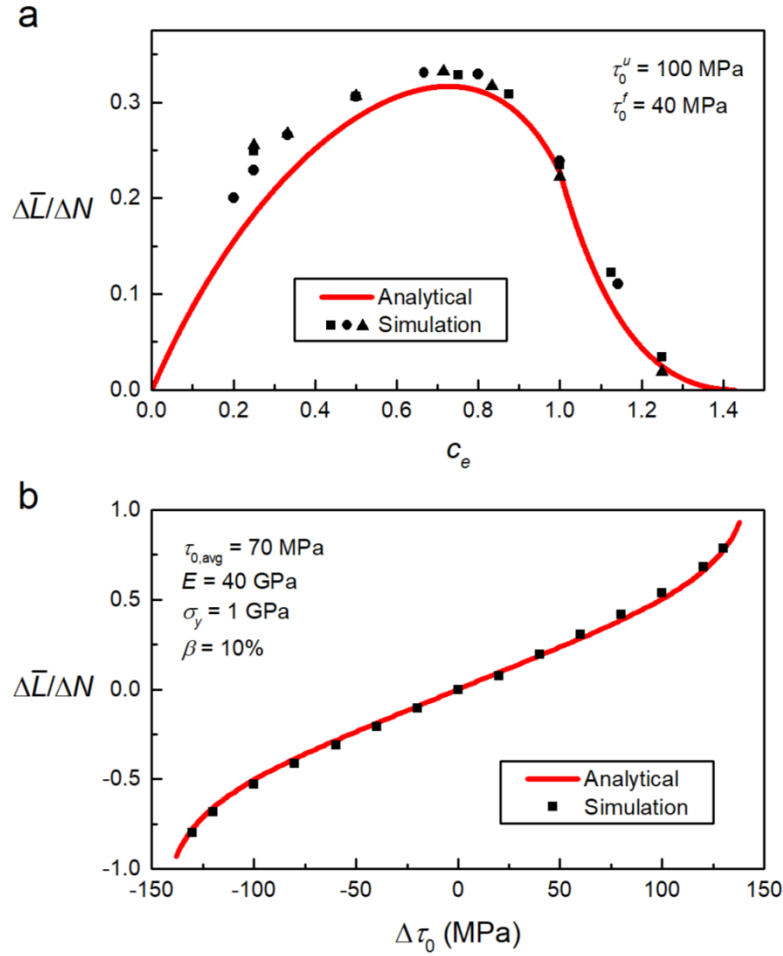 a
τ₀ᵘ = 100 MPa
τ₀ᶠ = 40 MPa
0.3
0.2
ΔL̄/ΔN
0.1
Analytical
Simulation
0.0
0.0 0.2 0.4 0.6 0.8 1.0 1.2 1.4
cₑ
b
1.0
τ₀,avg = 70 MPa
E = 40 GPa
0.5
σᵧ = 1 GPa
β = 10%
ΔL̄/ΔN
0.0
-0.5
Analytical
Simulation
-1.0
-150 -100 -50 0 50 100 150
Δτ₀ (MPa)